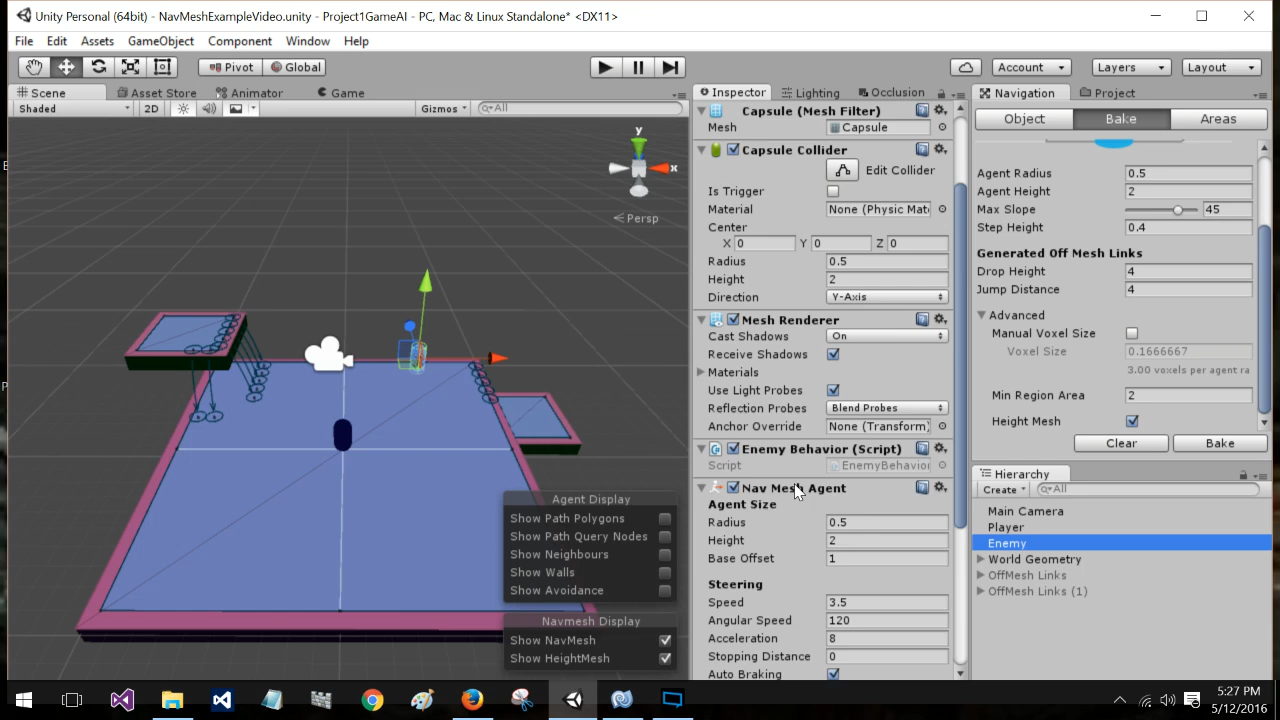 Unity Personal (64bit) - NavMeshExampleVideo.unity - Project1GameAI - PC, Mac & Linux Standalone* <DX11>
File Edit Assets GameObject Component Window Help
Pivot Global Account Layers Layout
Scene Asset Store Animator Game
Shaded 2D Gizmos All
y
x
Persp
Agent Display
Show Path Polygons
Show Path Query Nodes
Show Neighbours
Show Walls
Show Avoidance
Navmesh Display
Show NavMesh
Show HeightMesh
Inspector Lighting Occlusion
Capsule (Mesh Filter)
Mesh Capsule
Capsule Collider
Edit Collider
Is Trigger
Material None (Physic Mat
Center
X 0 Y 0 Z 0
Radius 0.5
Height 2
Direction Y-Axis
Mesh Renderer
Cast Shadows On
Receive Shadows
Materials
Use Light Probes
Reflection Probes Blend Probes
Anchor Override None (Transform)
Enemy Behavior (Script)
Script EnemyBehavior
Nav Mesh Agent
Agent Size
Radius 0.5
Height 2
Base Offset 1
Steering
Speed 3.5
Angular Speed 120
Acceleration 8
Stopping Distance 0
Auto Braking
Navigation Project
Object Bake Areas
Agent Radius 0.5
Agent Height 2
Max Slope 45
Step Height 0.4
Generated Off Mesh Links
Drop Height 4
Jump Distance 4
Advanced
Manual Voxel Size
Voxel Size 0.1666667
3.00 voxels per agent ra
Min Region Area 2
Height Mesh
Clear Bake
Hierarchy
Create All
Main Camera
Player
Enemy
World Geometry
OffMesh Links
OffMesh Links (1)
5:27 PM
5/12/2016